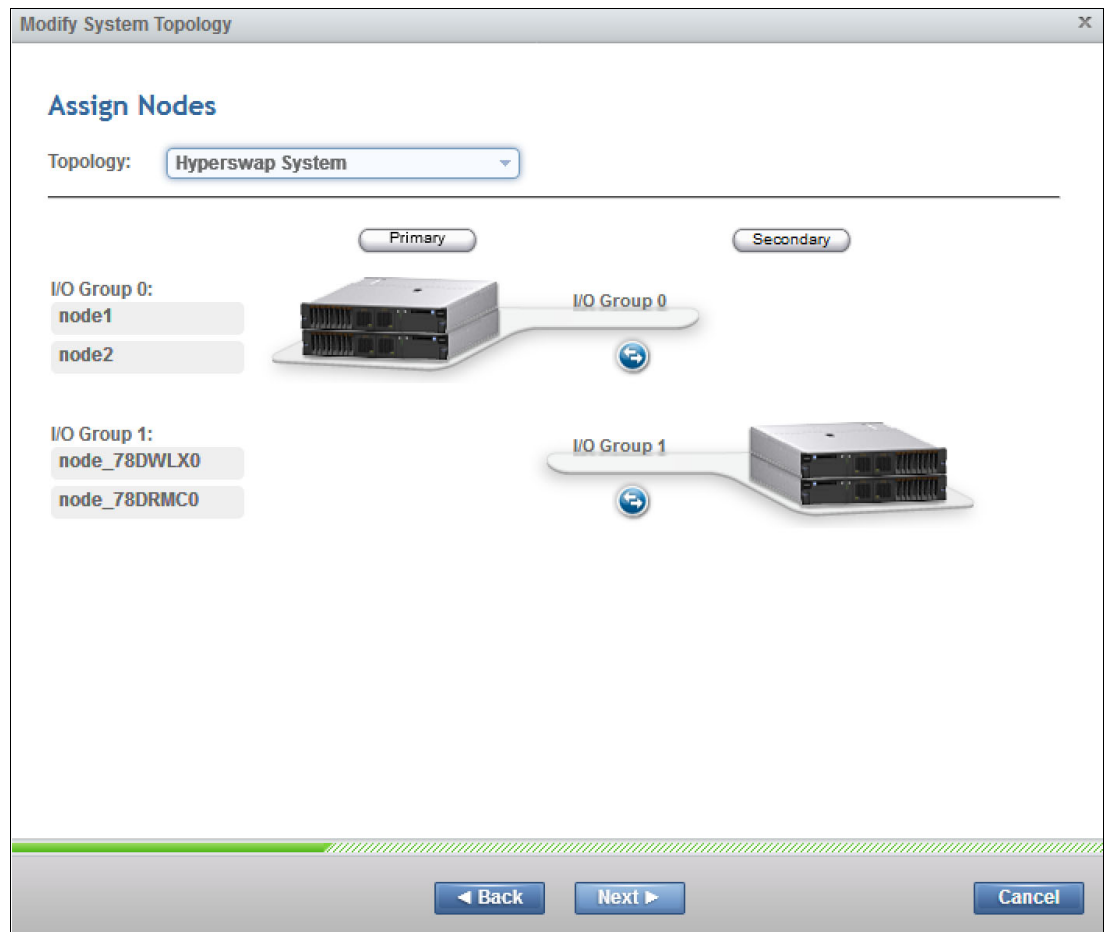 Modify System Topology x
Assign Nodes
Topology: Hyperswap System
Primary Secondary
I/O Group 0:
node1
node2
I/O Group 0
I/O Group 1:
node_78DWLX0
node_78DRMC0
I/O Group 1
Back Next Cancel